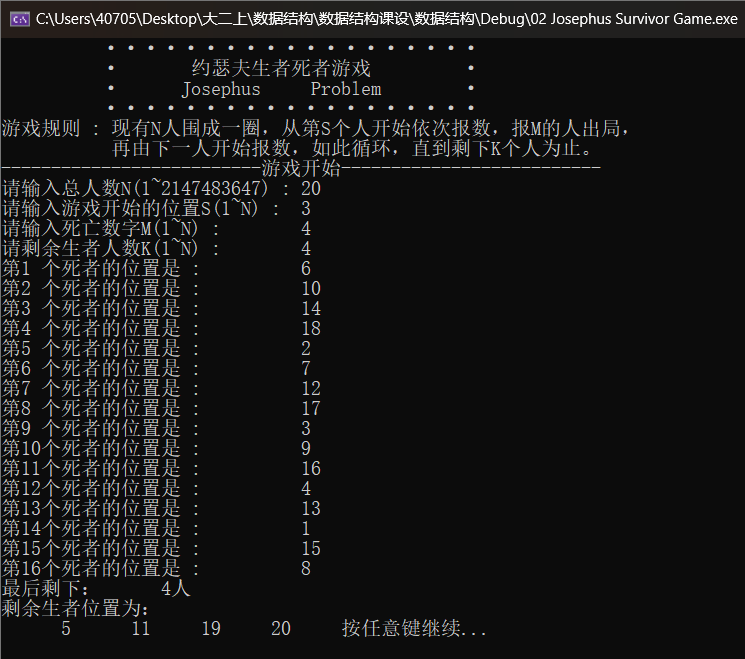 C:\Users\40705\Desktop\大二上\数据结构\数据结构课设\数据结构\Debug\02 Josephus Survivor Game.exe
约瑟夫生者死者游戏
Josephus Problem
游戏规则 : 现有N人围成一圈，从第S个人开始依次报数，报M的人出局，
再由下一人开始报数，如此循环，直到剩下K个人为止。
--------------------------游戏开始--------------------------
请输入总人数N(1~2147483647) : 20
请输入游戏开始的位置S(1~N) : 3
请输入死亡数字M(1~N) : 4
请剩余生者人数K(1~N) : 4
第1 个死者的位置是 : 6
第2 个死者的位置是 : 10
第3 个死者的位置是 : 14
第4 个死者的位置是 : 18
第5 个死者的位置是 : 2
第6 个死者的位置是 : 7
第7 个死者的位置是 : 12
第8 个死者的位置是 : 17
第9 个死者的位置是 : 3
第10个死者的位置是 : 9
第11个死者的位置是 : 16
第12个死者的位置是 : 4
第13个死者的位置是 : 13
第14个死者的位置是 : 1
第15个死者的位置是 : 15
第16个死者的位置是 : 8
最后剩下： 4人
剩余生者位置为：
5 11 19 20 按任意键继续...